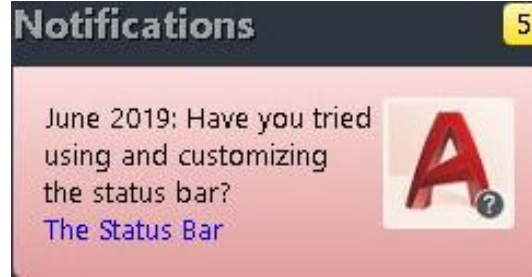 Notifications
5
June 2019: Have you tried
using and customizing
the status bar?
The Status Bar
A
?